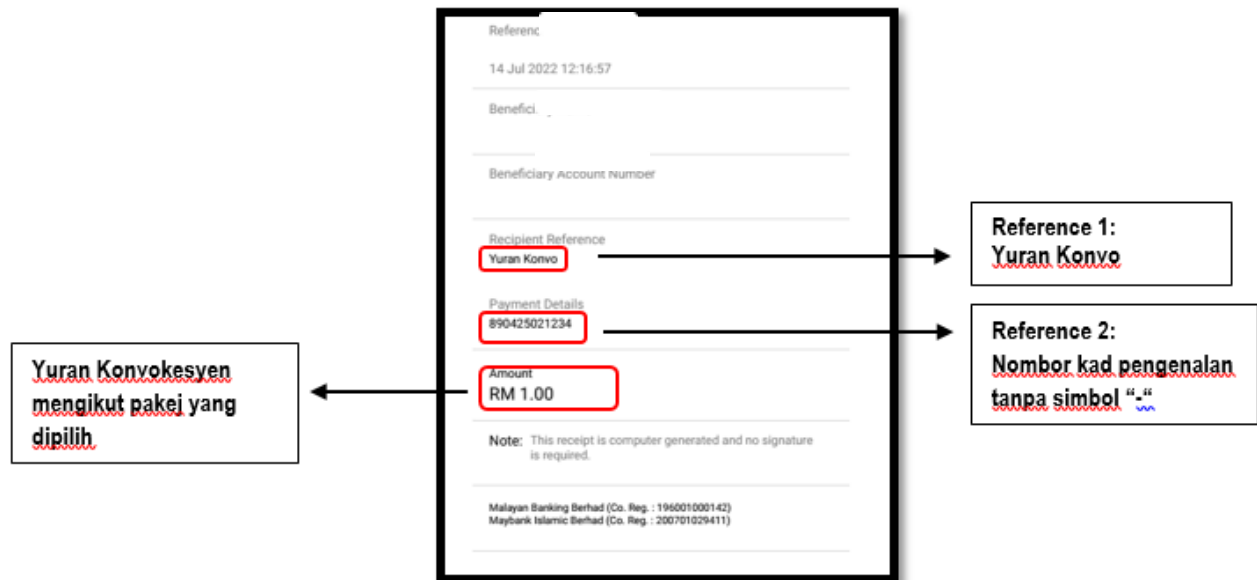 14 Jul 2022 12:16:57
Beneficiary Account Number
Recipient Reference
Yuran Konvo
Payment Details
890425021234
Amount
RM 1.00
Note: This receipt is computer generated and no signature
is required.
Malayan Banking Berhad (Co. Reg. : 196001000142)
Maybank Islamic Berhad (Co. Reg. : 200701029411)
Reference 1:
Yuran Konvo
Reference 2:
Nombor kad pengenalan
tanpa simbol “-“
Yuran Konvokesyen
mengikut pakej yang
dipilih